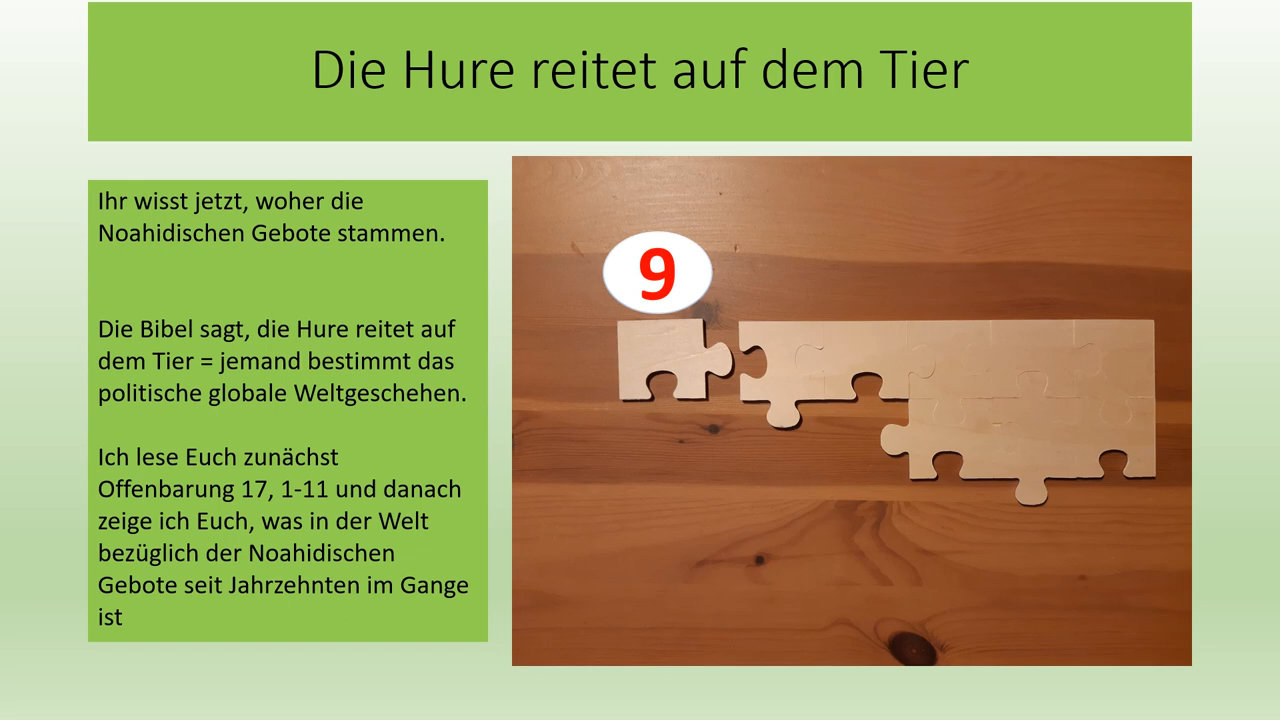 Die Hure reitet auf dem Tier
Ihr wisst jetzt, woher die
Noahidischen Gebote stammen.
Die Bibel sagt, die Hure reitet auf
dem Tier = jemand bestimmt das
politische globale Weltgeschehen.
Ich lese Euch zunächst
Offenbarung 17, 1-11 und danach
zeige ich Euch, was in der Welt
bezüglich der Noahidischen
Gebote seit Jahrzehnten im Gange
ist
9